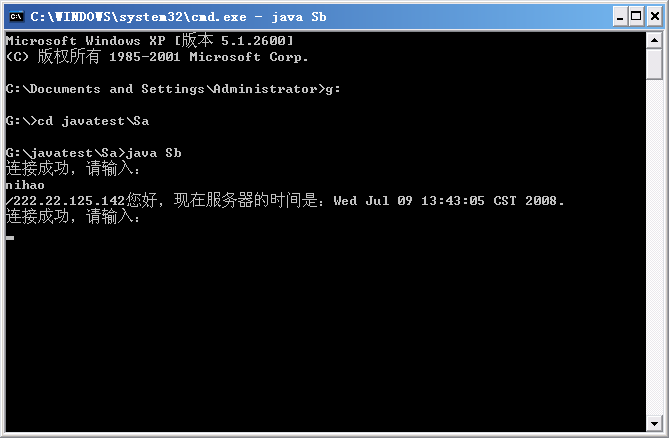 C:\WINDOWS\system32\cmd.exe - java Sb
Microsoft Windows XP [版本 5.1.2600]
(C) 版权所有 1985-2001 Microsoft Corp.
C:\Documents and Settings\Administrator>g:
G:\>cd javatest\Sa
G:\javatest\Sa>java Sb
连接成功，请输入：
nihao
/222.22.125.142您好，现在服务器的时间是：Wed Jul 09 13:43:05 CST 2008.
连接成功，请输入：